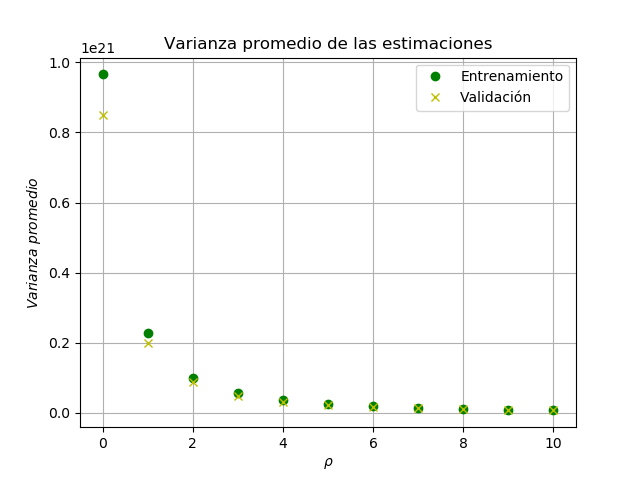 Varianza promedio de las estimaciones
1e21
1.0
0.8
0.6
0.4
0.2
0.0
Varianza promedio
Entrenamiento
Validación
0 2 4 6 8 10
ρ